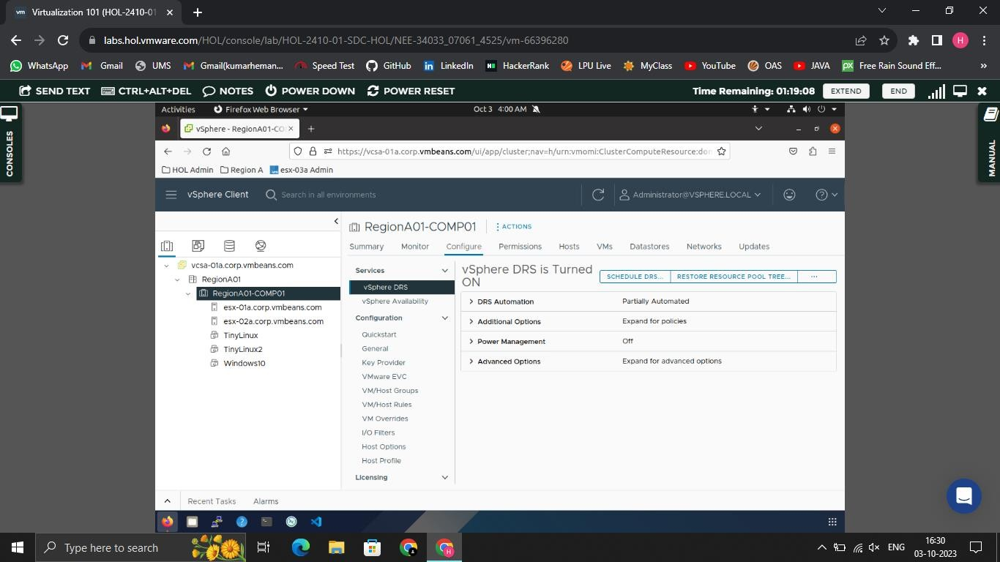 vm Virtualization 101 (HOL-2410-01
labs.hol.vmware.com/HOL/console/lab/HOL-2410-01-SDC-HOL/NEE-34033_07061_4525/vm-66396280
H
WhatsApp Gmail UMS Gmail(kumarheman... Speed Test GitHub LinkedIn HackerRank LPU Live MyClass YouTube OAS JAVA Free Rain Sound Eff... »
SEND TEXT CTRL+ALT+DEL NOTES POWER DOWN POWER RESET Time Remaining: 01:19:08 EXTEND END
CONSOLES
MANUAL
Activities Firefox Web Browser Oct 3 4:00 AM
vSphere - RegionA01-CO
https://vcsa-01a.corp.vmbeans.com/ui/app/cluster;nav=h/urn:vmomi:ClusterComputeResource:dor
HOL Admin Region A esx-03a Admin
vSphere Client Search in all environments Administrator@VSPHERE.LOCAL
RegionA01-COMP01 ACTIONS
Summary Monitor Configure Permissions Hosts VMs Datastores Networks Updates
vcsa-01a.corp.vmbeans.com
RegionA01
RegionA01-COMP01
esx-01a.corp.vmbeans.com
esx-02a.corp.vmbeans.com
TinyLinux
TinyLinux2
Windows10
Services
vSphere DRS
vSphere Availability
Configuration
Quickstart
General
Key Provider
VMware EVC
VM/Host Groups
VM/Host Rules
VM Overrides
I/O Filters
Host Options
Host Profile
Licensing
vSphere DRS is Turned
ON
SCHEDULE DRS... RESTORE RESOURCE POOL TREE... ...
DRS Automation Partially Automated
Additional Options Expand for policies
Power Management Off
Advanced Options Expand for advanced options
Recent Tasks Alarms
Type here to search
ENG
16:30
03-10-2023